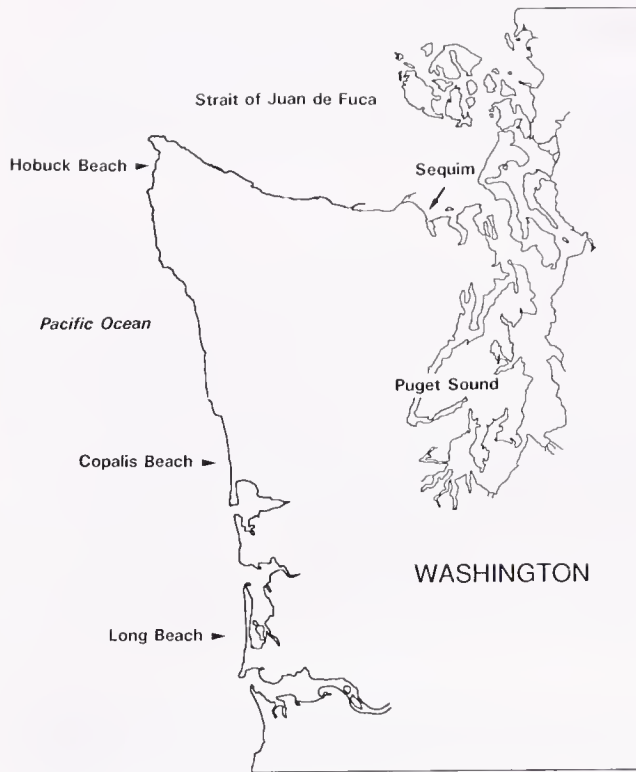 Strait of Juan de Fuca
Hobuck Beach
Sequim
Pacific Ocean
Puget Sound
Copalis Beach
WASHINGTON
Long Beach